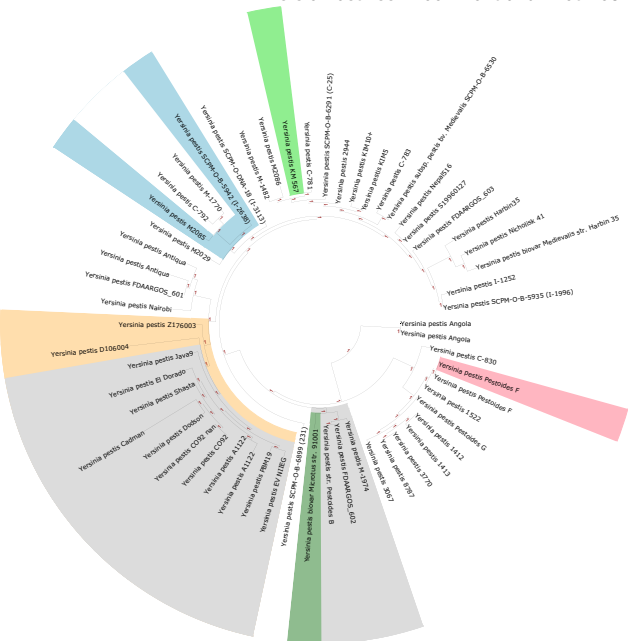 Yersinia pestis KM 567
Yersinia pestis C-781
Yersinia pestis SCPM-O-B-6291 (C-25)
Yersinia pestis 2944
Yersinia pestis KIM10+
Yersinia pestis KIM5
Yersinia pestis C-783
Yersinia pestis subsp. pestis bv. Medievalis SCPM-O-B-6530
Yersinia pestis Nepal516
Yersinia pestis S19960127
Yersinia pestis FDAARGOS_603
Yersinia pestis Harbin35
Yersinia pestis Nicholisk 41
Yersinia pestis biovar Medievalis str. Harbin 35
Yersinia pestis I-1252
Yersinia pestis SCPM-O-B-5935 (I-1996)
Yersinia pestis Angola
Yersinia pestis Angola
Yersinia pestis C-830
Yersinia pestis Pestoides F
Yersinia pestis Pestoides F
Yersinia pestis 1522
Yersinia pestis Pestoides G
Yersinia pestis 1412
Yersinia pestis 1413
Yersinia pestis 3770
Yersinia pestis 8787
Yersinia pestis 3067
Yersinia pestis M-1974
Yersinia pestis FDAARGOS_602
Yersinia pestis str. Pestoides B
Yersinia pestis biovar Microtus str. 91001
Yersinia pestis SCPM-O-B-6899 (231)
Yersinia pestis EV NIIEG
Yersinia pestis PBM19
Yersinia pestis A1122
Yersinia pestis A1122
Yersinia pestis CO92
Yersinia pestis CO92 nan
Yersinia pestis Dodson
Yersinia pestis Cadman
Yersinia pestis Shasta
Yersinia pestis El Dorado
Yersinia pestis Java9
Yersinia pestis D106004
Yersinia pestis Z176003
Yersinia pestis Nairobi
Yersinia pestis FDAARGOS_601
Yersinia pestis Antiqua
Yersinia pestis Antiqua
Yersinia pestis M2029
Yersinia pestis M2085
Yersinia pestis C-792
Yersinia pestis M-1770
Yersinia pestis SCPM-O-B-5942 (I-2638)
Yersinia pestis SCPM-O-DNA-18 (I-3113)
Yersinia pestis M-1482
Yersinia pestis M2086